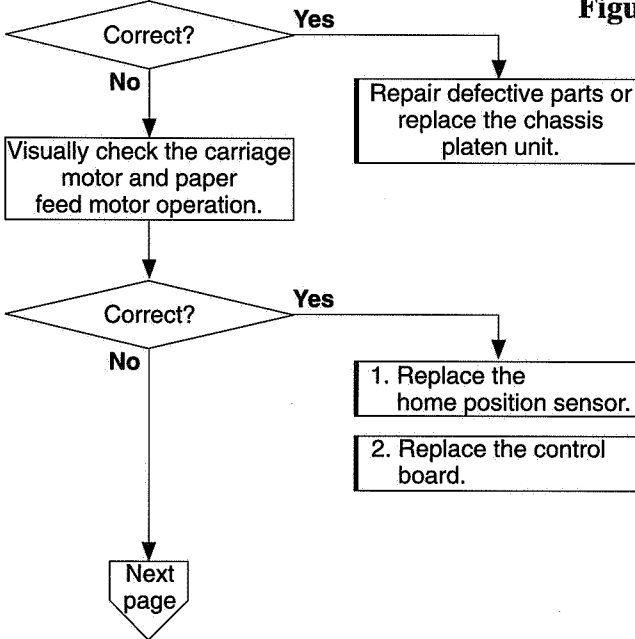 Figu
Correct?
Yes
No
Repair defective parts or
replace the chassis
platen unit.
Visually check the carriage
motor and paper
feed motor operation.
Correct?
Yes
No
1. Replace the
home position sensor.
2. Replace the control
board.
Next
page